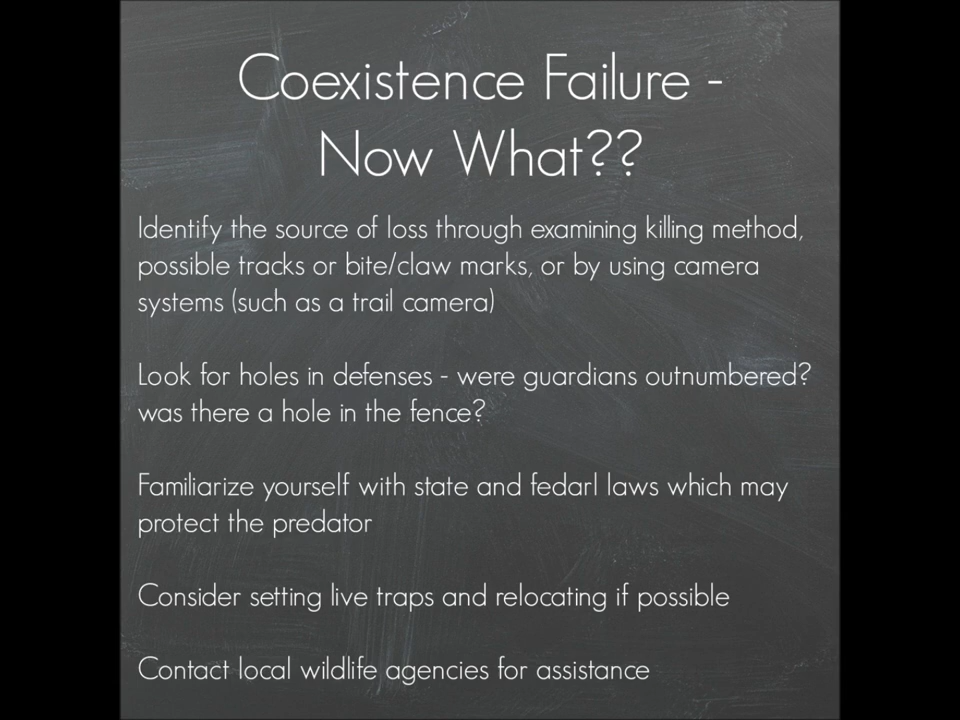 Coexistence Failure -
Now What??
Identify the source of loss through examining killing method,
possible tracks or bite/claw marks, or by using camera
systems (such as a trail camera)
Look for holes in defenses - were guardians outnumbered?
was there a hole in the fence?
Familiarize yourself with state and fedarl laws which may
protect the predator
Consider setting live traps and relocating if possible
Contact local wildlife agencies for assistance